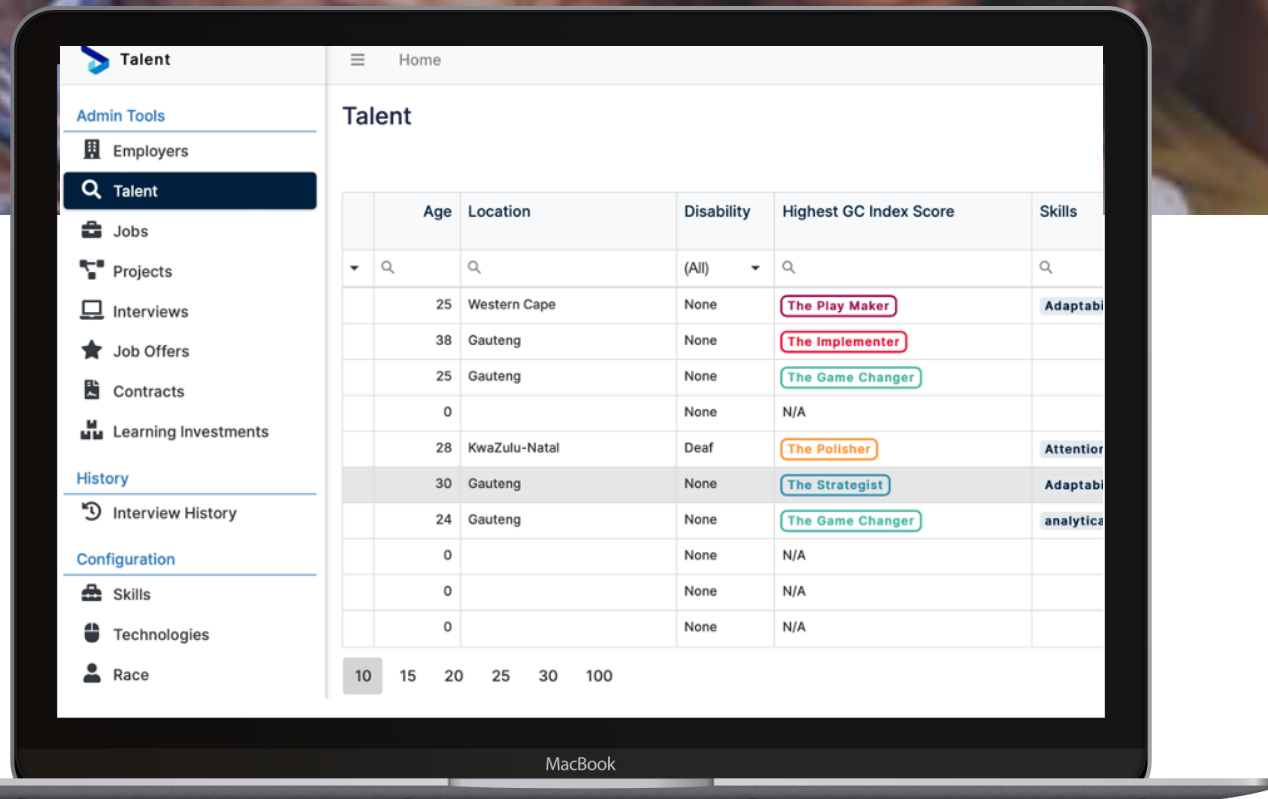 Talent
Home
Admin Tools
Employers
Talent
Jobs
Projects
Interviews
Job Offers
Contracts
Learning Investments
History
Interview History
Configuration
Skills
Technologies
Race
Talent
Age Location Disability Highest GC Index Score Skills
(All)
25 Western Cape None The Play Maker Adaptabi
38 Gauteng None The Implementer
25 Gauteng None The Game Changer
0 None N/A
28 KwaZulu-Natal Deaf The Polisher Attention
30 Gauteng None The Strategist Adaptabi
24 Gauteng None The Game Changer analytica
0 None N/A
0 None N/A
0 None N/A
10 15 20 25 30 100
MacBook